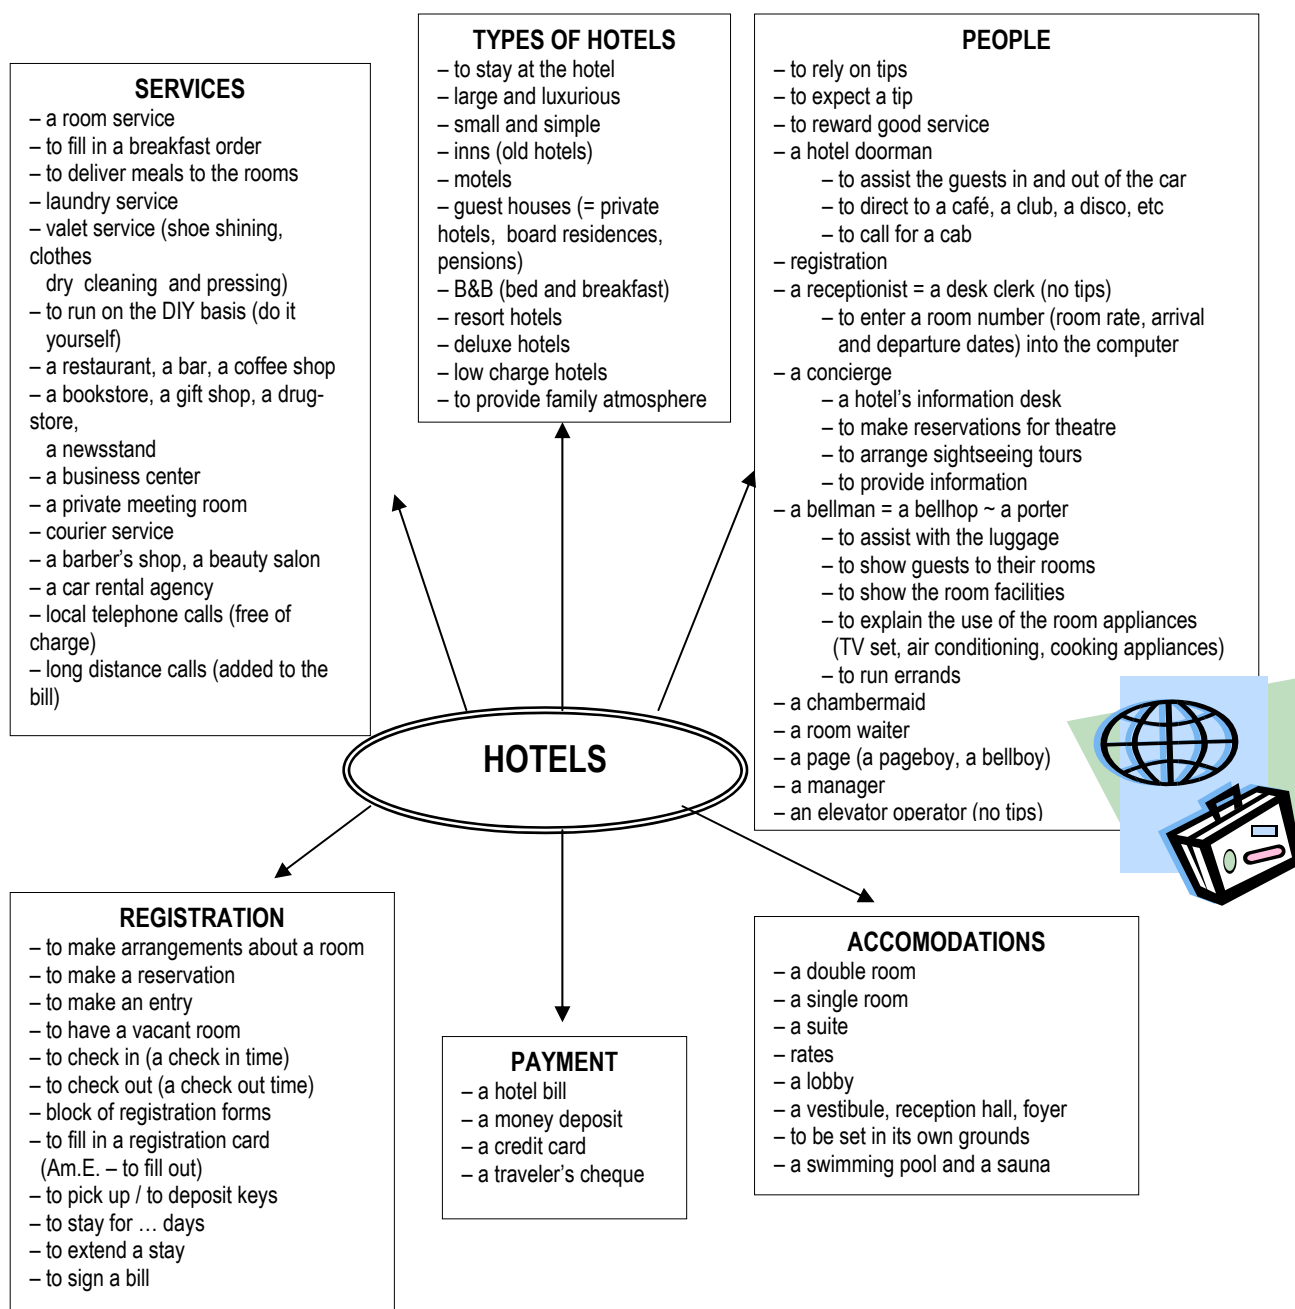 SERVICES
– a room service
– to fill in a breakfast order
– to deliver meals to the rooms
– laundry service
– valet service (shoe shining,
clothes
dry cleaning and pressing)
– to run on the DIY basis (do it
yourself)
– a restaurant, a bar, a coffee shop
– a bookstore, a gift shop, a drug-
store,
a newsstand
– a business center
– a private meeting room
– courier service
– a barber's shop, a beauty salon
– a car rental agency
– local telephone calls (free of
charge)
– long distance calls (added to the
bill)
TYPES OF HOTELS
– to stay at the hotel
– large and luxurious
– small and simple
– inns (old hotels)
– motels
– guest houses (= private
hotels, board residences,
pensions)
– B&B (bed and breakfast)
– resort hotels
– deluxe hotels
– low charge hotels
– to provide family atmosphere
PEOPLE
– to rely on tips
– to expect a tip
– to reward good service
– a hotel doorman
– to assist the guests in and out of the car
– to direct to a café, a club, a disco, etc
– to call for a cab
– registration
– a receptionist = a desk clerk (no tips)
– to enter a room number (room rate, arrival
and departure dates) into the computer
– a concierge
– a hotel's information desk
– to make reservations for theatre
– to arrange sightseeing tours
– to provide information
– a bellman = a bellhop ~ a porter
– to assist with the luggage
– to show guests to their rooms
– to show the room facilities
– to explain the use of the room appliances
(TV set, air conditioning, cooking appliances)
– to run errands
– a chambermaid
– a room waiter
– a page (a pageboy, a bellboy)
– a manager
– an elevator operator (no tips)
HOTELS
REGISTRATION
– to make arrangements about a room
– to make a reservation
– to make an entry
– to have a vacant room
– to check in (a check in time)
– to check out (a check out time)
– block of registration forms
– to fill in a registration card
(Am.E. – to fill out)
– to pick up / to deposit keys
– to stay for … days
– to extend a stay
– to sign a bill
PAYMENT
– a hotel bill
– a money deposit
– a credit card
– a traveler's cheque
ACCOMODATIONS
– a double room
– a single room
– a suite
– rates
– a lobby
– a vestibule, reception hall, foyer
– to be set in its own grounds
– a swimming pool and a sauna